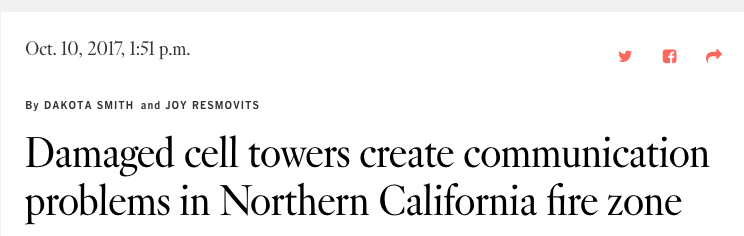 Oct. 10, 2017, 1:51 p.m.
By DAKOTA SMITH and JOY RESMOVITS
Damaged cell towers create communication
problems in Northern California fire zone